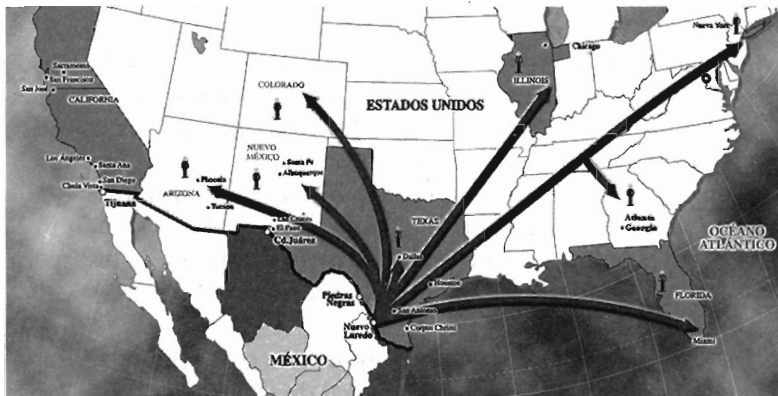 Nueva York
Sacramento
San Francisco
San José
CALIFORNIA
COLORADO
ESTADOS UNIDOS
Chicago
ILLINOIS
Los Ángeles
Santa Ana
San Diego
Chula Vista
Tijuana
NUEVO
MÉXICO
Santa Fe
Albuquerque
ARIZONA
Tucson
Las Cruces
El Paso
Cd. Juárez
TEXAS
Dallas
Houston
Atlanta
Georgia
OCÉANO
ATLÁNTICO
Piedras
Negras
San Antonio
Nuevo
Laredo
Corpus Christi
FLORIDA
Miami
MÉXICO